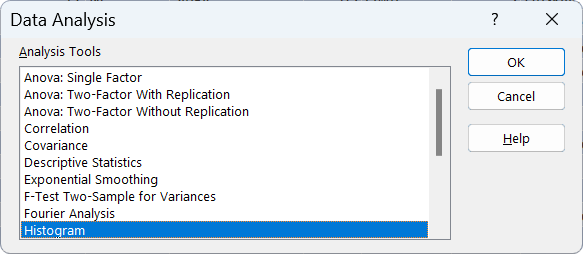 Data Analysis
?
Analysis Tools
OK
Anova: Single Factor
Anova: Two-Factor With Replication
Cancel
Anova: Two-Factor Without Replication
Correlation
Help
Covariance
Descriptive Statistics
Exponential Smoothing
F-Test Two-Sample for Variances
Fourier Analysis
Histogram